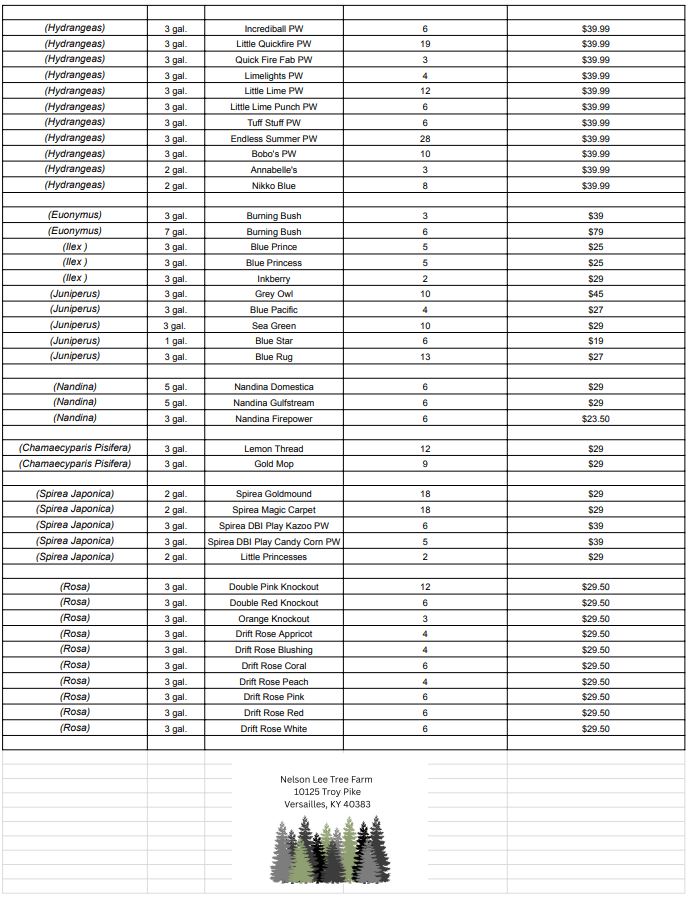 (Hydrangeas) 3 gal. Incrediball PW 6 $39.99
(Hydrangeas) 3 gal. Little Quickfire PW 19 $39.99
(Hydrangeas) 3 gal. Quick Fire Fab PW 3 $39.99
(Hydrangeas) 3 gal. Limelights PW 4 $39.99
(Hydrangeas) 3 gal. Little Lime PW 12 $39.99
(Hydrangeas) 3 gal. Little Lime Punch PW 6 $39.99
(Hydrangeas) 3 gal. Tuff Stuff PW 6 $39.99
(Hydrangeas) 3 gal. Endless Summer PW 28 $39.99
(Hydrangeas) 3 gal. Bobo's PW 10 $39.99
(Hydrangeas) 2 gal. Annabelle's 3 $39.99
(Hydrangeas) 2 gal. Nikko Blue 8 $39.99
(Euonymus) 3 gal. Burning Bush 3 $39
(Euonymus) 7 gal. Burning Bush 6 $79
(Ilex ) 3 gal. Blue Prince 5 $25
(Ilex ) 3 gal. Blue Princess 5 $25
(Ilex ) 3 gal. Inkberry 2 $29
(Juniperus) 3 gal. Grey Owl 10 $45
(Juniperus) 3 gal. Blue Pacific 4 $27
(Juniperus) 3 gal. Sea Green 10 $29
(Juniperus) 1 gal. Blue Star 6 $19
(Juniperus) 3 gal. Blue Rug 13 $27
(Nandina) 5 gal. Nandina Domestica 6 $29
(Nandina) 5 gal. Nandina Gulfstream 6 $29
(Nandina) 3 gal. Nandina Firepower 6 $23.50
(Chamaecyparis Pisifera) 3 gal. Lemon Thread 12 $29
(Chamaecyparis Pisifera) 3 gal. Gold Mop 9 $29
(Spirea Japonica) 2 gal. Spirea Goldmound 18 $29
(Spirea Japonica) 2 gal. Spirea Magic Carpet 18 $29
(Spirea Japonica) 3 gal. Spirea DBI Play Kazoo PW 6 $39
(Spirea Japonica) 3 gal. Spirea DBI Play Candy Corn PW 5 $39
(Spirea Japonica) 2 gal. Little Princesses 2 $29
(Rosa) 3 gal. Double Pink Knockout 12 $29.50
(Rosa) 3 gal. Double Red Knockout 6 $29.50
(Rosa) 3 gal. Orange Knockout 3 $29.50
(Rosa) 3 gal. Drift Rose Appricot 4 $29.50
(Rosa) 3 gal. Drift Rose Blushing 4 $29.50
(Rosa) 3 gal. Drift Rose Coral 6 $29.50
(Rosa) 3 gal. Drift Rose Peach 4 $29.50
(Rosa) 3 gal. Drift Rose Pink 6 $29.50
(Rosa) 3 gal. Drift Rose Red 6 $29.50
(Rosa) 3 gal. Drift Rose White 6 $29.50
Nelson Lee Tree Farm
10125 Troy Pike
Versailles, KY 40383